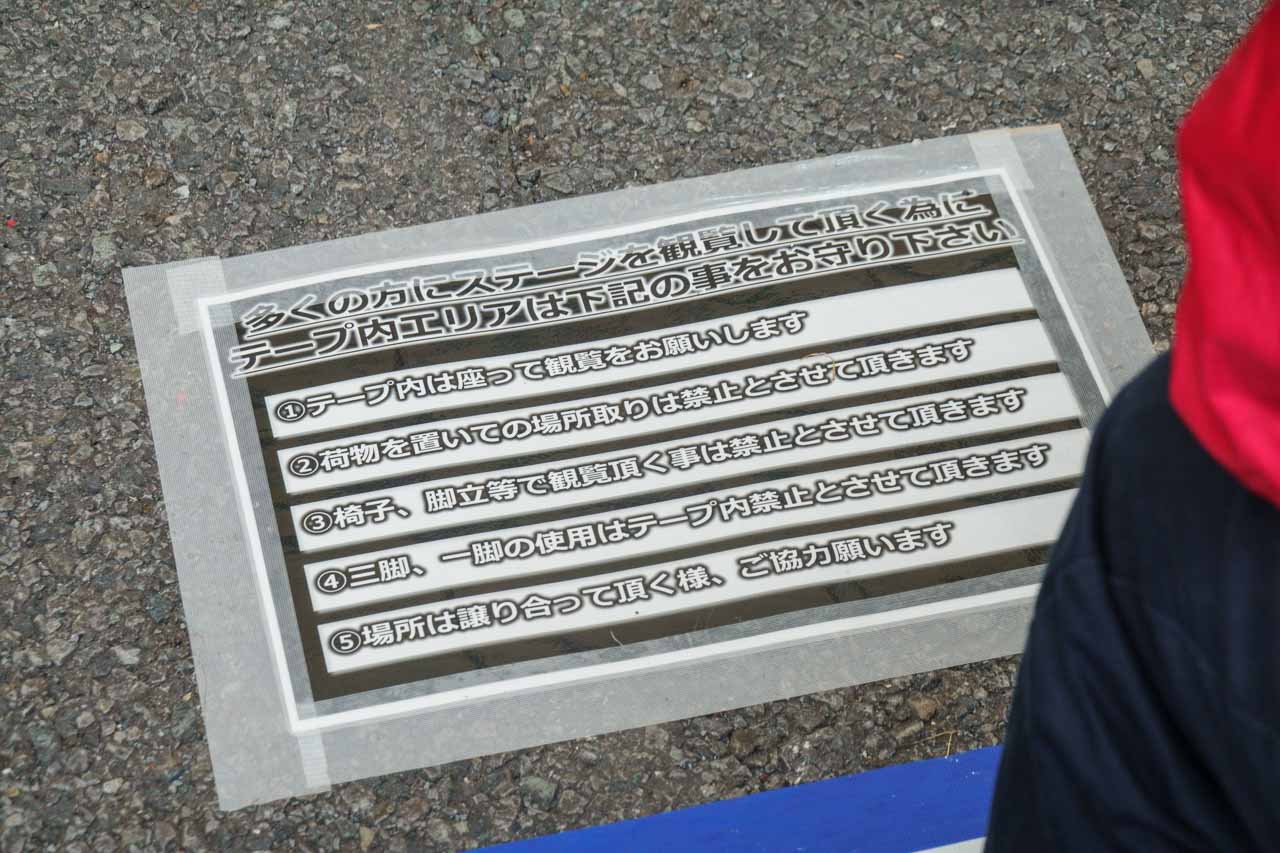 多くの方にステージを観覧して頂く為に
テープ内エリアは下記の事をお守り下さい
①テープ内は座って観覧をお願いします
②荷物を置いての場所取りは禁止とさせて頂きます
③椅子、脚立等で観覧頂く事は禁止とさせて頂きます
④三脚、一脚の使用はテープ内禁止とさせて頂きます
⑤場所は譲り合って頂く様、ご協力願います